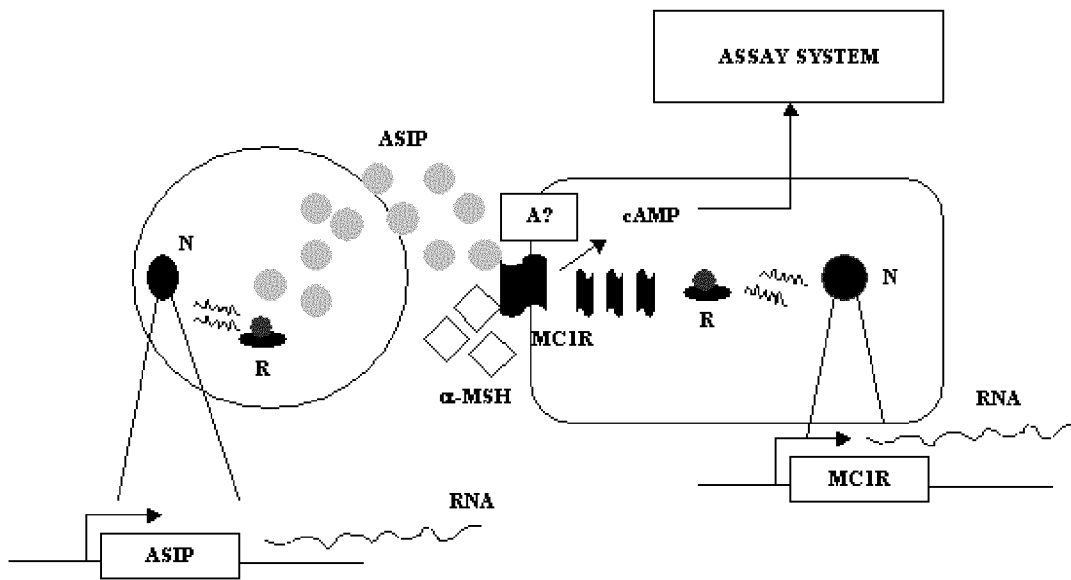 ASSAY SYSTEM
ASIP
A?
cAMP
N
N
R
MC1R
R
α-MSH
RNA
MC1R
RNA
ASIP